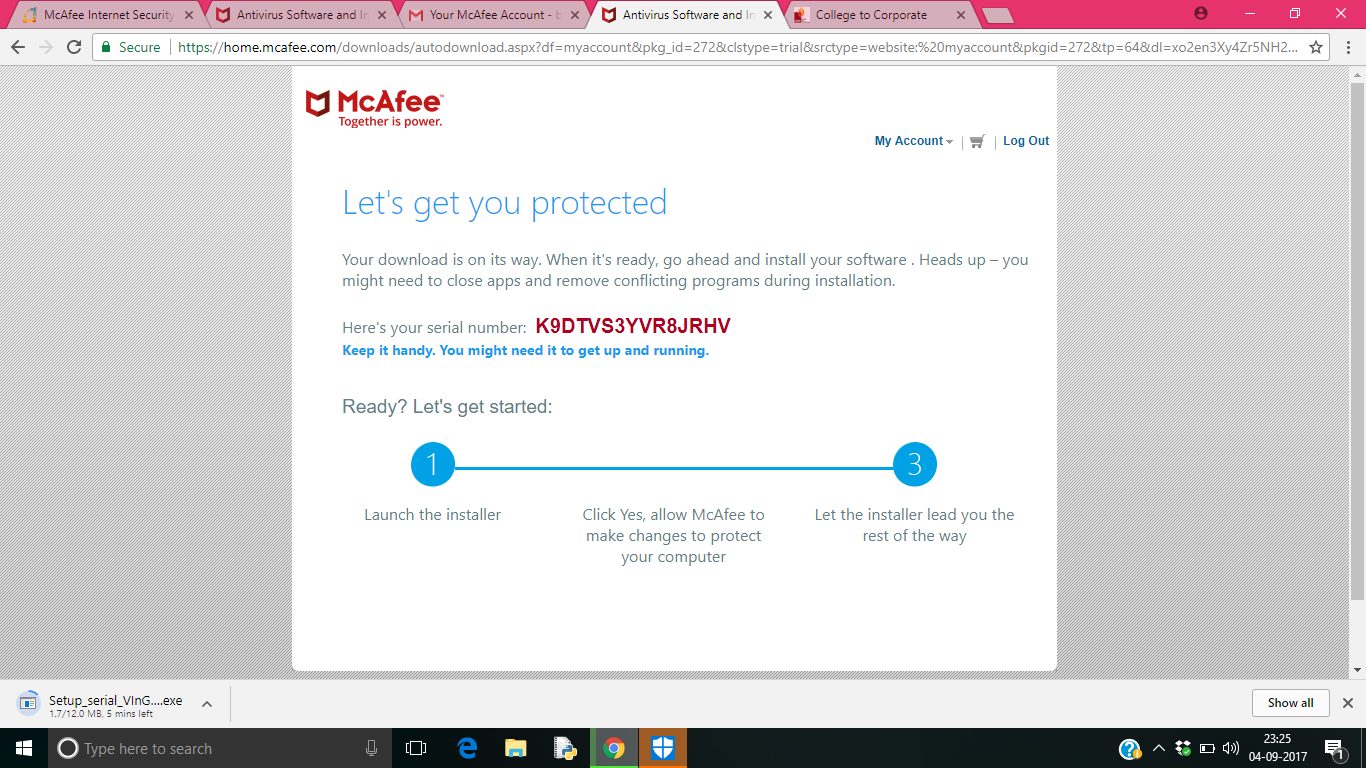 McAfee Internet Security
Antivirus Software and In
Your McAfee Account - b
Antivirus Software and In
College to Corporate
Secure
https://home.mcafee.com/downloads/autodownload.aspx?df=myaccount&pkg_id=272&clstype=trial&srctype=website:%20myaccount&pkgid=272&tp=64&dl=xo2en3Xy4Zr5NH2...
McAfee™
Together is power.
My Account
Log Out
Let's get you protected
Your download is on its way. When it's ready, go ahead and install your software . Heads up – you
might need to close apps and remove conflicting programs during installation.
Here's your serial number: K9DTVS3YVR8JRHV
Keep it handy. You might need it to get up and running.
Ready? Let's get started:
1
3
Launch the installer
Click Yes, allow McAfee to
make changes to protect
your computer
Let the installer lead you the
rest of the way
Setup_serial_VInG....exe
1.7/12.0 MB, 5 mins left
Show all
Type here to search
23:25
04-09-2017
1